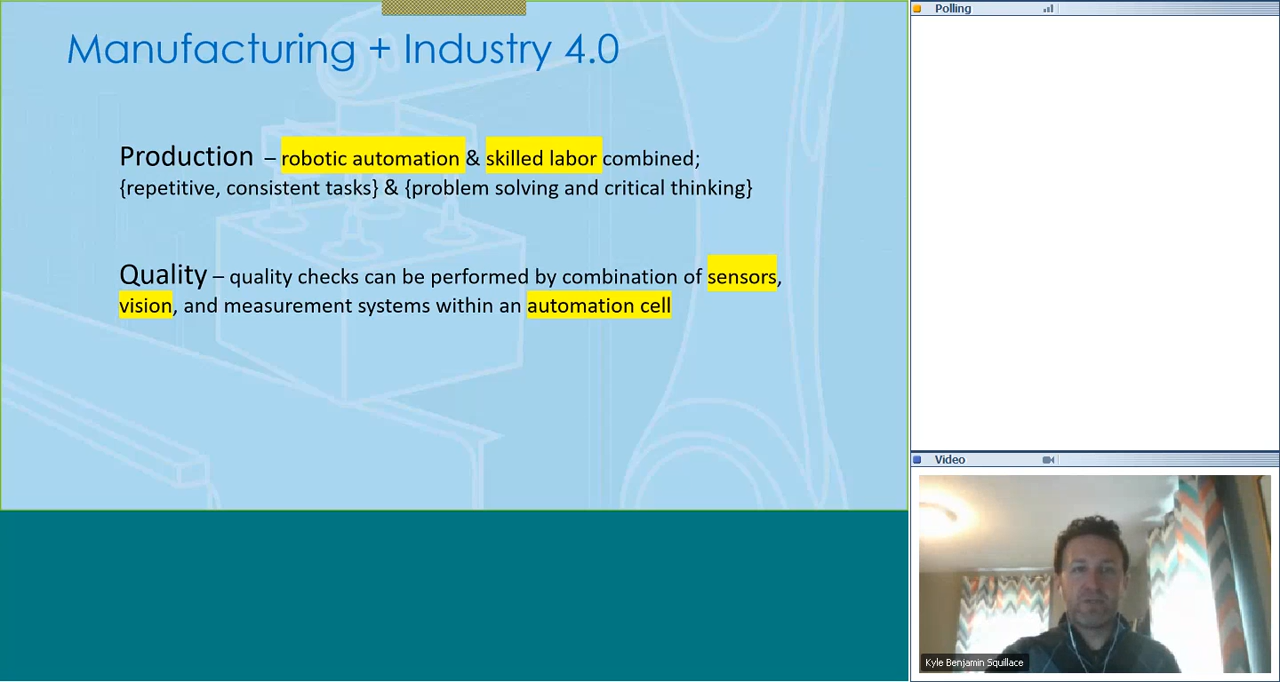 Manufacturing + Industry 4.0
Production – robotic automation & skilled labor combined;
{repetitive, consistent tasks} & {problem solving and critical thinking}
Quality – quality checks can be performed by combination of sensors,
vision, and measurement systems within an automation cell
Polling
Video
Kyle Benjamin Squillace